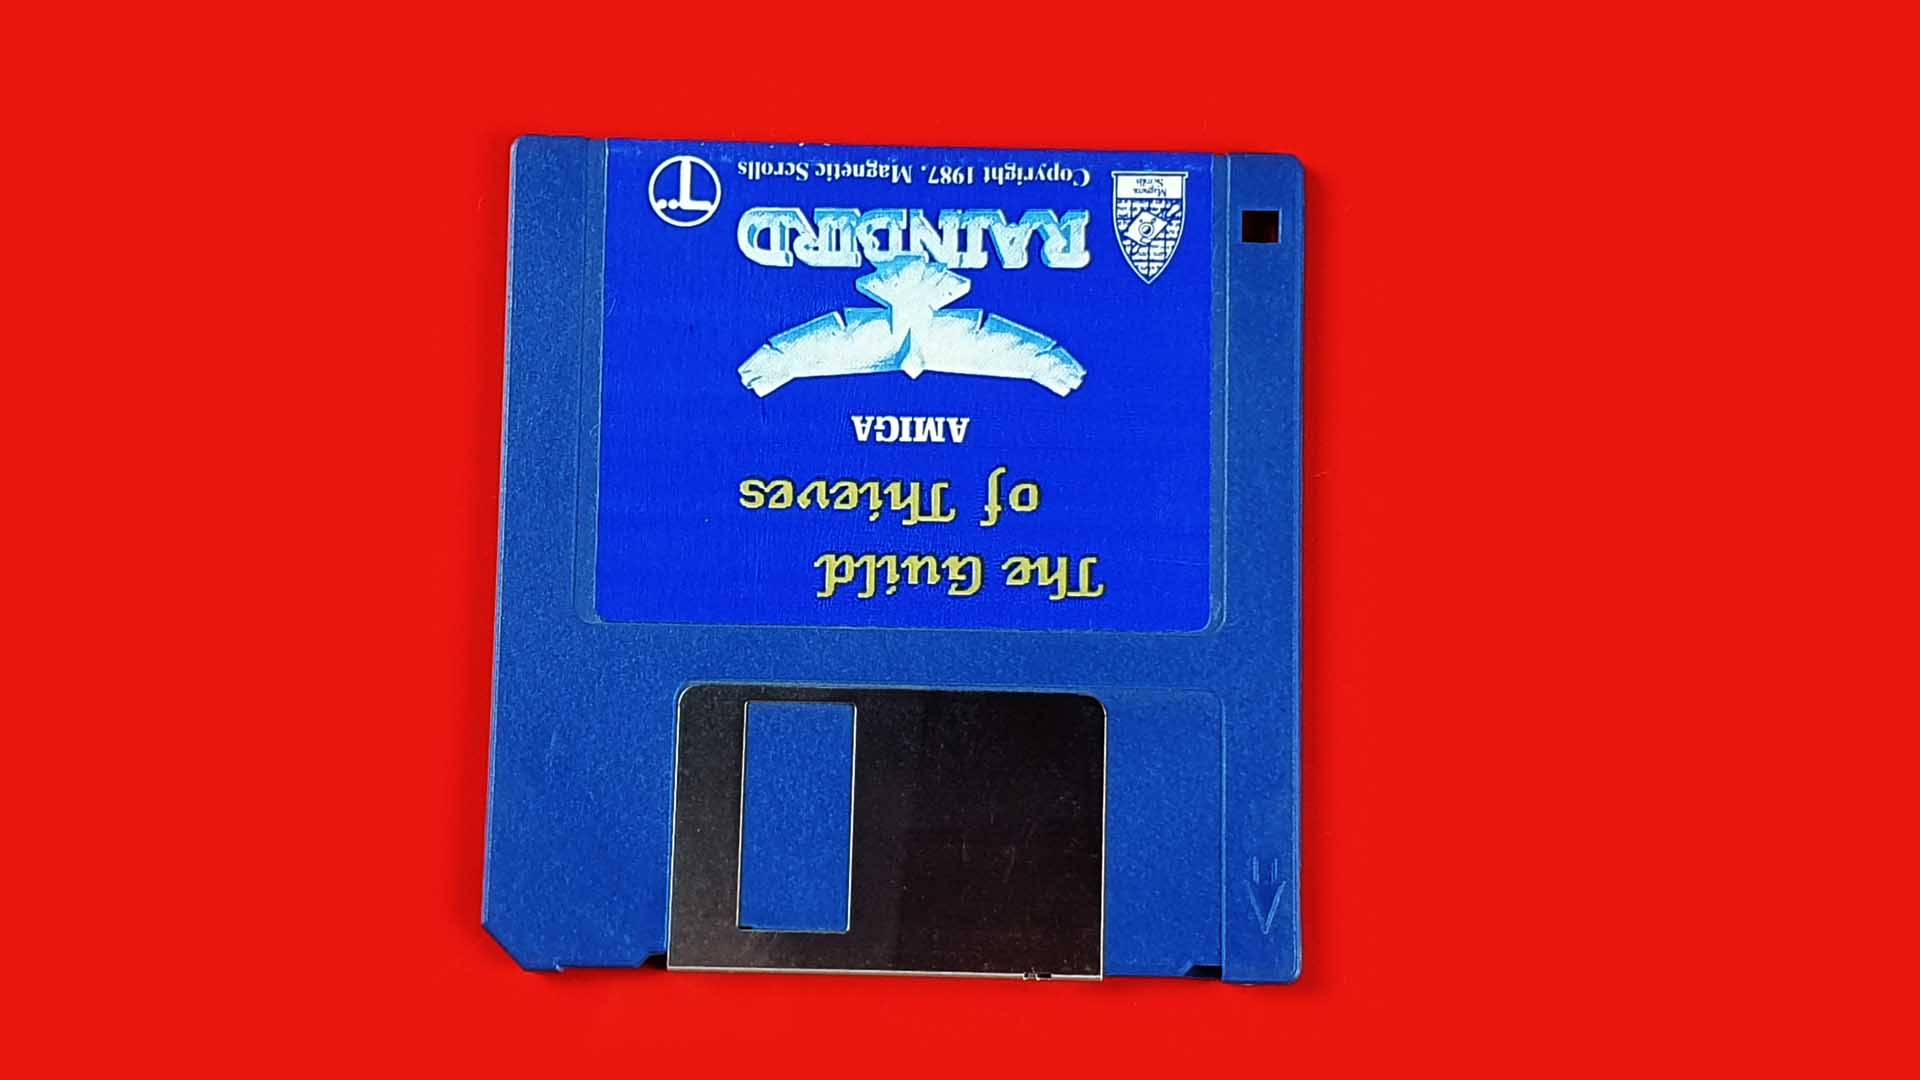 The Guild
of Thieves
AMIGA
RAINBIRD
Copyright 1987. Magnetic Scrolls